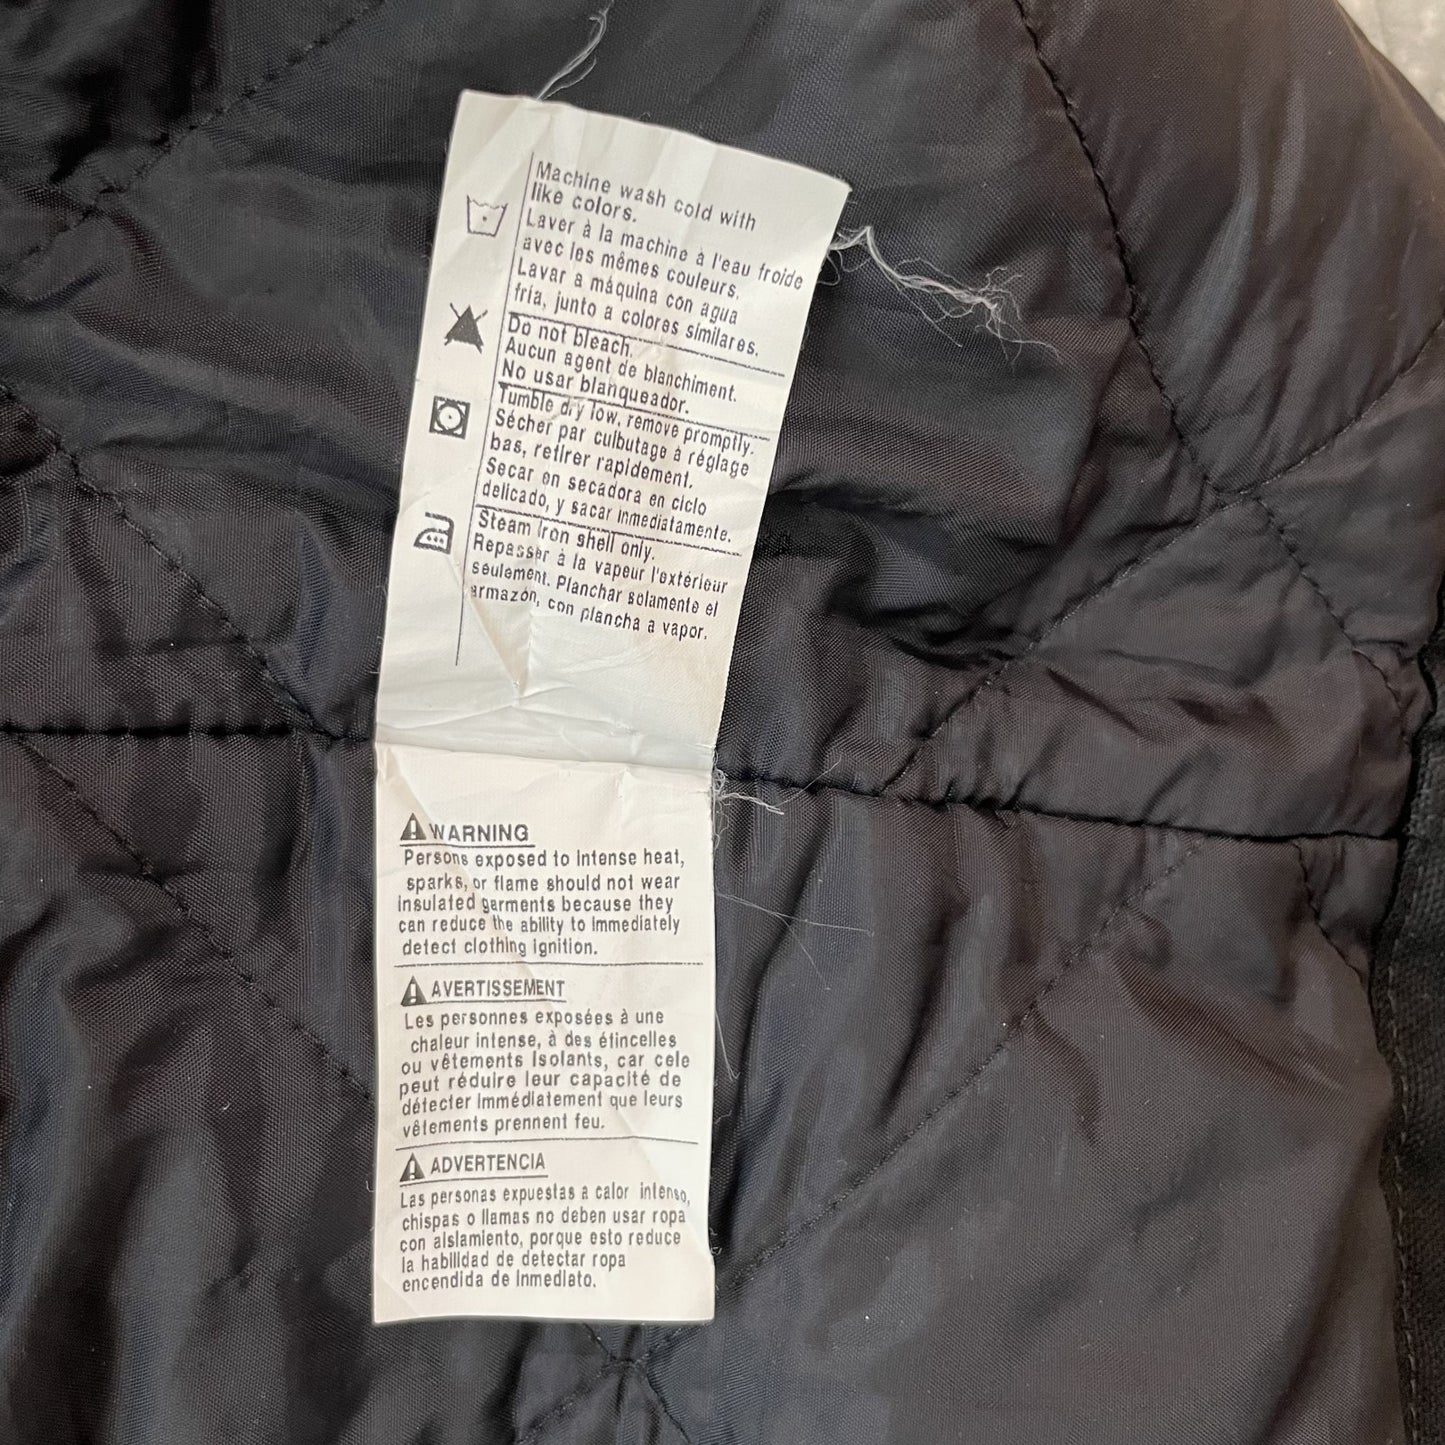 Machine wash cold with
like colors.
Laver à la machine à l'eau froide
avec les mêmes couleurs.
Lavar a máquina con agua
fría, junto a colores similares.
Do not bleach.
Aucun agent de blanchiment.
No usar blanqueador.
Tumble dry low, remove promptly.
Sécher par culbutage à réglage
bas, retirer rapidement.
Secar en secadora en ciclo
delicado, y sacar inmediatamente.
Steam iron shell only.
Repasser à la vapeur l'extérieur
seulement. Planchar solamente el
armazón, con plancha a vapor.
WARNING
Persons exposed to intense heat,
sparks, or flame should not wear
insulated garments because they
can reduce the ability to immediately
detect clothing ignition.
AVERTISSEMENT
Les personnes exposées à une
chaleur intense, à des étincelles
ou vêtements isolants, car cele
peut réduire leur capacité de
détecter immédiatement que leurs
vêtements prennent feu.
ADVERTENCIA
Las personas expuestas a calor intenso,
chispas o llamas no deben usar ropa
con aislamiento, porque esto reduce
la habilidad de detectar ropa
encendida de inmediato.